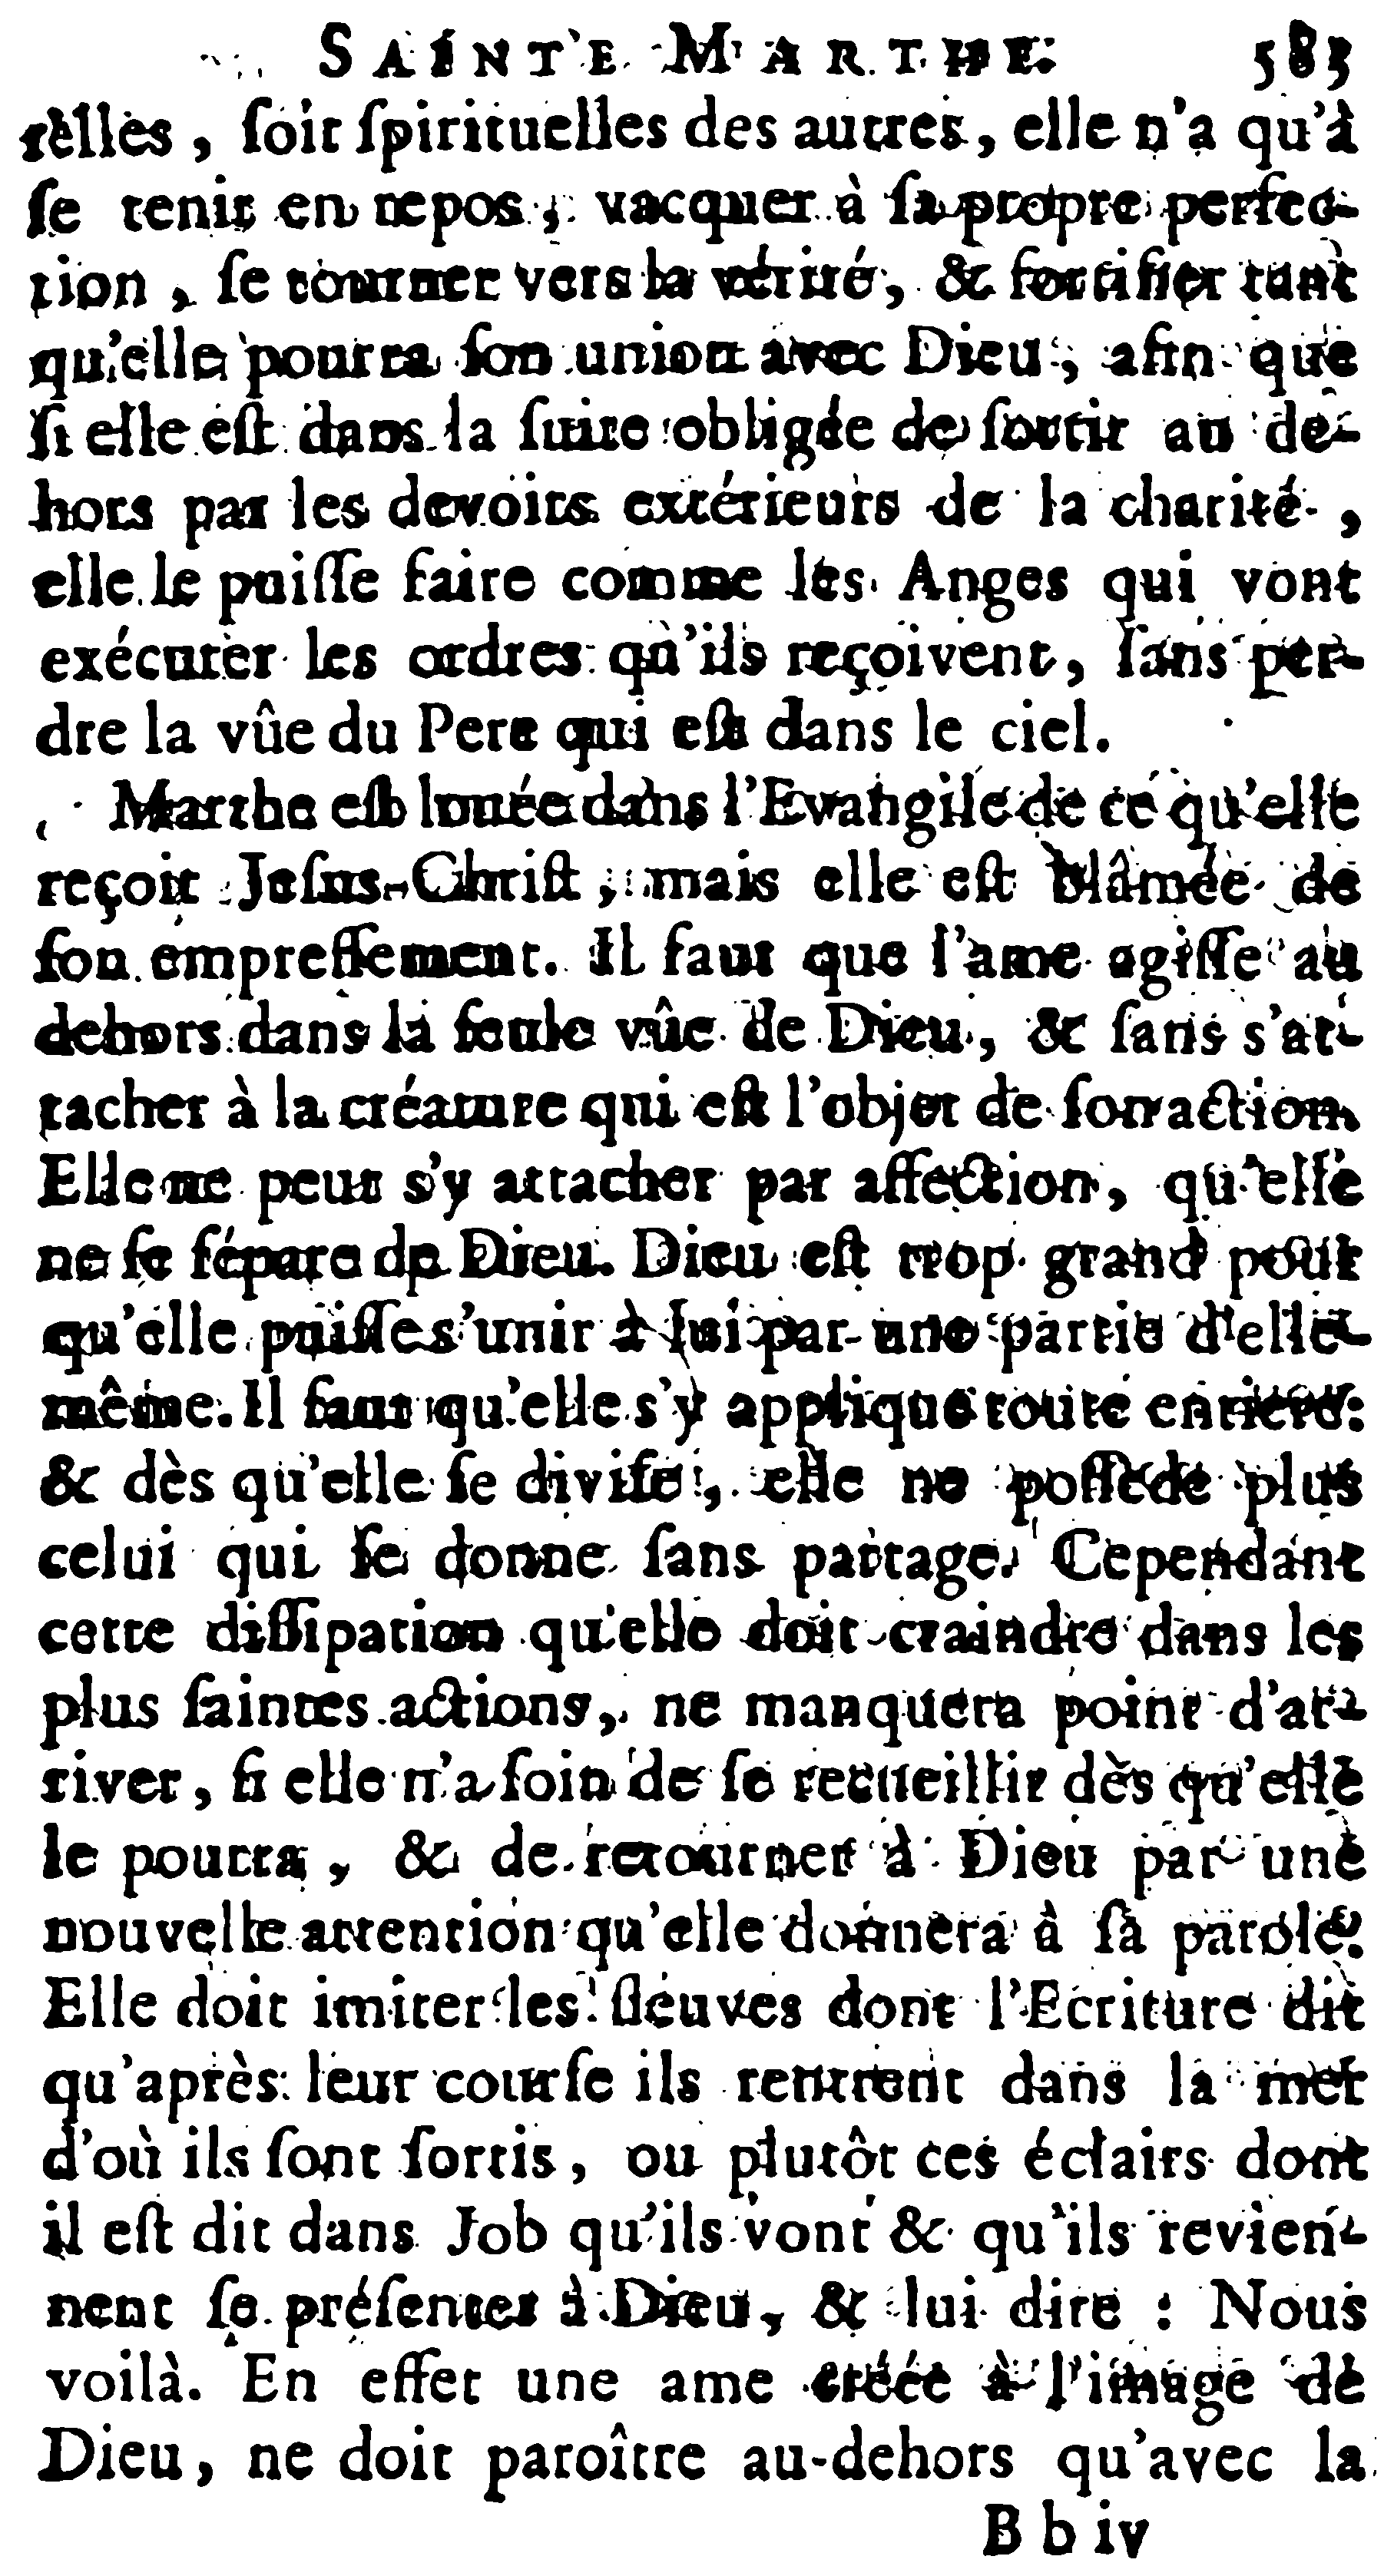 SAINTE MARTHE. 583
relles, ſoit ſpirituelles des autres, elle n'a qu'à
ſe tenir en repos, vacquer à ſa propre perfec-
tion, ſe tourner vers la vérité, & fortifier tant
qu'elle pourra ſon union avec Dieu, afin que
ſi elle eſt dans la ſuite obligée de ſortir au de-
hors par les devoirs extérieurs de la charité,
elle le puiſſe faire comme les Anges qui vont
exécuter les ordres qu'ils reçoivent, ſans per-
dre la vûe du Pere qui eſt dans le ciel.
Marthe eſt louée dans l'Evangile de ce qu'elle
reçoit Jeſus-Chriſt, mais elle eſt blâmée de
ſon empreſſement. Il faut que l'ame agiſſe au
dehors dans la ſeule vûe de Dieu, & ſans s'at-
tacher à la créature qui eſt l'objet de ſon action.
Elle ne peut s'y attacher par affection, qu'elle
ne ſe ſépare de Dieu. Dieu eſt trop grand pour
qu'elle puiſſe s'unir à lui par une partie d'elle-
même. Il faut qu'elle s'y applique toute entiere:
& dès qu'elle ſe diviſe, elle ne poſſede plus
celui qui ſe donne ſans partage. Cependant
cette diſſipation qu'elle doit craindre dans les
plus ſaintes actions, ne manquera point d'ar-
river, ſi elle n'a ſoin de ſe recueillir dès qu'elle
le pourra, & de retourner à Dieu par une
nouvelle attention qu'elle donnera à ſa parole.
Elle doit imiter les fleuves dont l'Ecriture dit
qu'après leur courſe ils rentrent dans la mer
d'où ils ſont ſortis, ou plutôt ces éclairs dont
il eſt dit dans Job qu'ils vont & qu'ils revien-
nent ſe préſenter à Dieu, & lui dire : Nous
voilà. En effet une ame créée à l'image de
Dieu, ne doit paroître au-dehors qu'avec la
B b iv